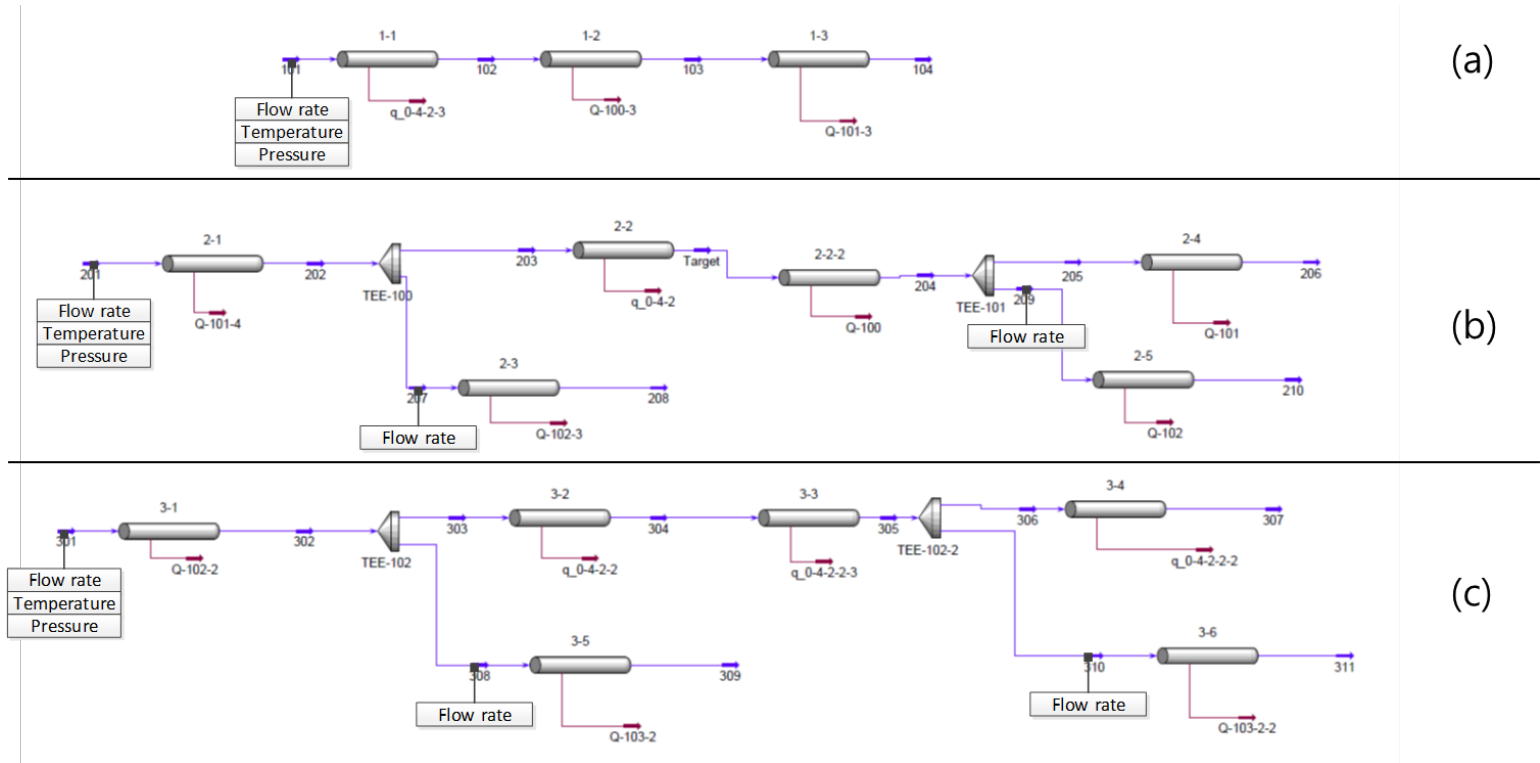 1-1
1-2
1-3
(a)
101
102
103
104
Flow rate
Temperature
Pressure
q_0-4-2-3
Q-100-3
Q-101-3
2-1
2-2
2-2-2
2-4
201
202
203
Target
204
205
206
TEE-100
TEE-101
209
Flow rate
Temperature
Pressure
Q-101-4
q_0-4-2
Q-100
Q-101
Flow rate
(b)
2-3
2-5
207
208
210
Flow rate
Q-102-3
Q-102
3-1
3-2
3-3
3-4
301
302
303
304
305
306
307
TEE-102
TEE-102-2
Flow rate
Temperature
Pressure
Q-102-2
q_0-4-2-2
q_0-4-2-2-3
q_0-4-2-2-2
(c)
3-5
3-6
308
309
310
311
Flow rate
Flow rate
Q-103-2
Q-103-2-2